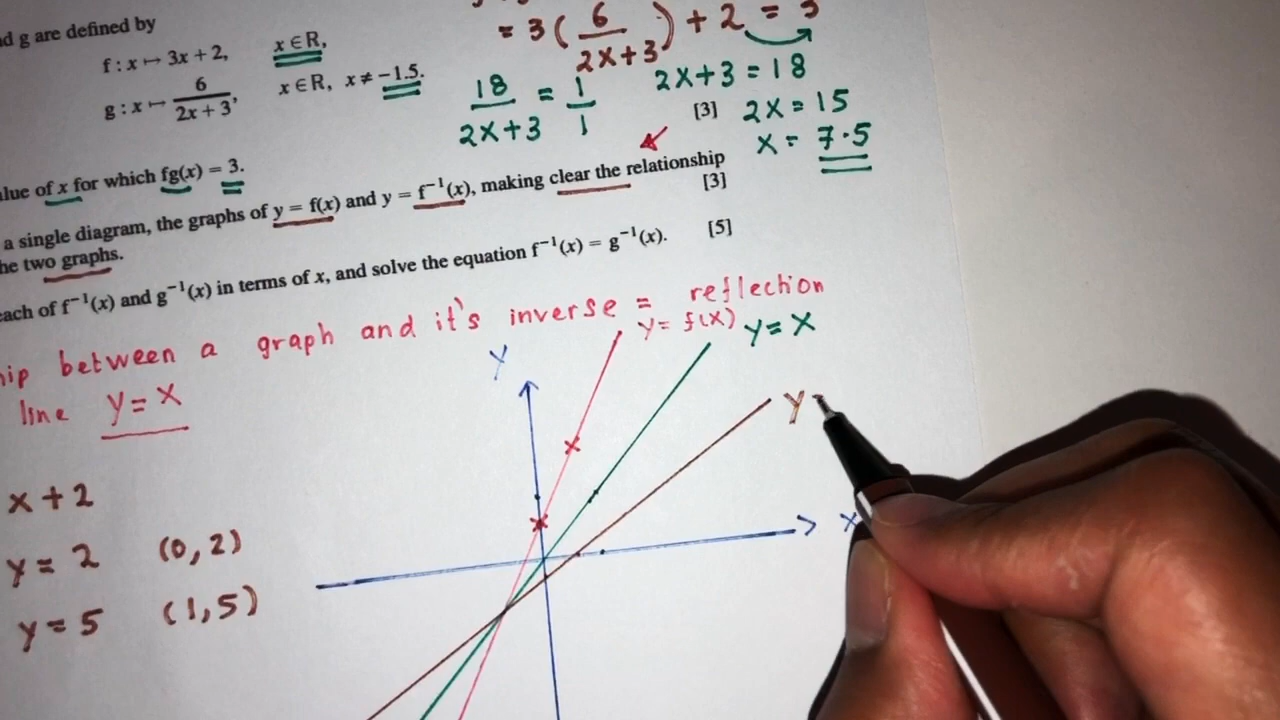 = 3(6/2x+3) + 2 = 3
nd g are defined by
f : x ↦ 3x + 2, x ∈ R,
g : x ↦ 6/2x + 3, x ∈ R, x ≠ −1.5.
18/2x+3 = 1/1
2x+3 = 18
[3] 2x = 15
x = 7.5
alue of x for which fg(x) = 3.
a single diagram, the graphs of y = f(x) and y = f⁻¹(x), making clear the relationship
he two graphs. [3]
each of f⁻¹(x) and g⁻¹(x) in terms of x, and solve the equation f⁻¹(x) = g⁻¹(x). [5]
hip between a graph and it's inverse = reflection
line y = x
y = f(x) y = x
y
y =
x
x + 2
y = 2 (0, 2)
y = 5 (1, 5)